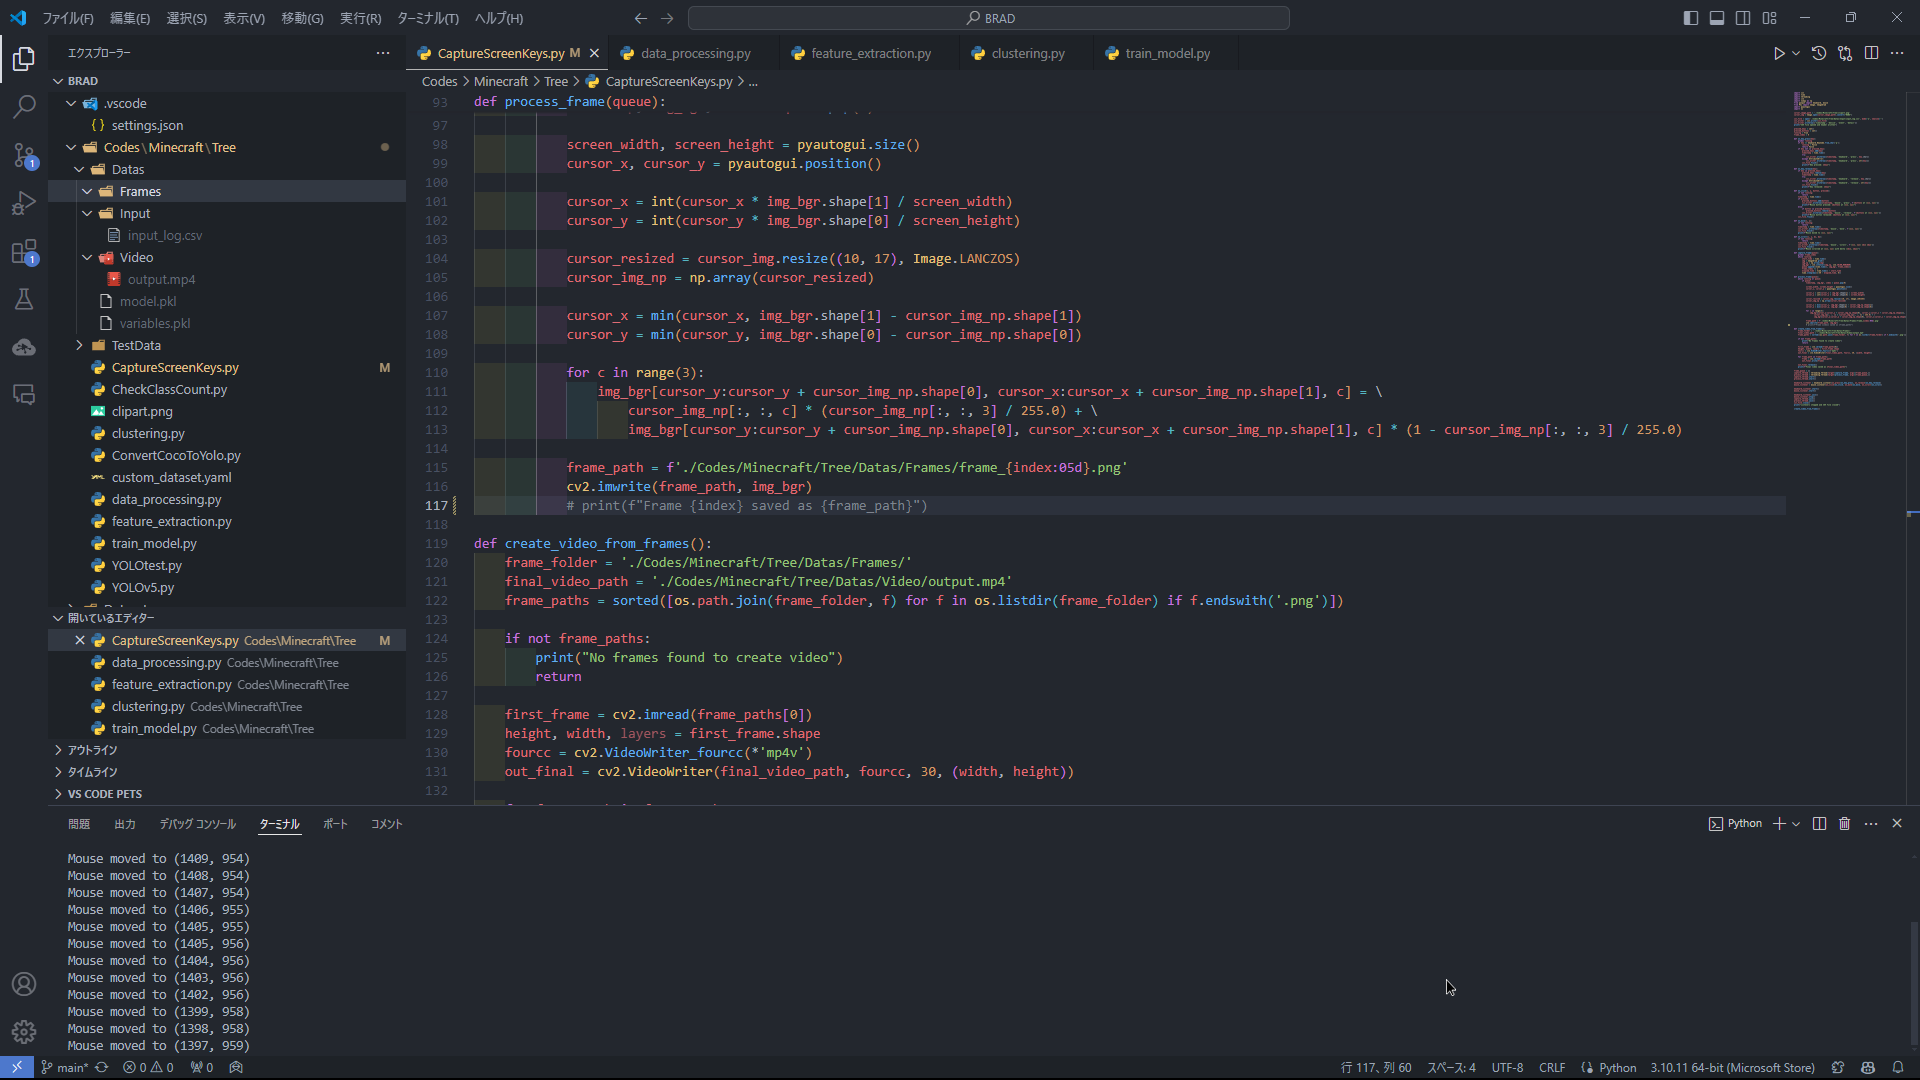 ファイル(F) 編集(E) 選択(S) 表示(V) 移動(G) 実行(R) ターミナル(T) ヘルプ(H)
BRAD
エクスプローラー
BRAD
.vscode
{ } settings.json
Codes\Minecraft\Tree
Datas
Frames
Input
input_log.csv
Video
output.mp4
model.pkl
variables.pkl
TestData
CaptureScreenKeys.py M
CheckClassCount.py
clipart.png
clustering.py
ConvertCocoToYolo.py
custom_dataset.yaml
data_processing.py
feature_extraction.py
train_model.py
YOLOtest.py
YOLOv5.py
開いているエディター
CaptureScreenKeys.py Codes\Minecraft\Tree M
data_processing.py Codes\Minecraft\Tree
feature_extraction.py Codes\Minecraft\Tree
clustering.py Codes\Minecraft\Tree
train_model.py Codes\Minecraft\Tree
アウトライン
タイムライン
VS CODE PETS
1
1
CaptureScreenKeys.py M data_processing.py feature_extraction.py clustering.py train_model.py
Codes > Minecraft > Tree > CaptureScreenKeys.py > ...
93 def process_frame(queue):
97
98 screen_width, screen_height = pyautogui.size()
99 cursor_x, cursor_y = pyautogui.position()
100
101 cursor_x = int(cursor_x * img_bgr.shape[1] / screen_width)
102 cursor_y = int(cursor_y * img_bgr.shape[0] / screen_height)
103
104 cursor_resized = cursor_img.resize((10, 17), Image.LANCZOS)
105 cursor_img_np = np.array(cursor_resized)
106
107 cursor_x = min(cursor_x, img_bgr.shape[1] - cursor_img_np.shape[1])
108 cursor_y = min(cursor_y, img_bgr.shape[0] - cursor_img_np.shape[0])
109
110 for c in range(3):
111 img_bgr[cursor_y:cursor_y + cursor_img_np.shape[0], cursor_x:cursor_x + cursor_img_np.shape[1], c] = \
112 cursor_img_np[:, :, c] * (cursor_img_np[:, :, 3] / 255.0) + \
113 img_bgr[cursor_y:cursor_y + cursor_img_np.shape[0], cursor_x:cursor_x + cursor_img_np.shape[1], c] * (1 - cursor_img_np[:, :, 3] / 255.0)
114
115 frame_path = f'./Codes/Minecraft/Tree/Datas/Frames/frame_{index:05d}.png'
116 cv2.imwrite(frame_path, img_bgr)
117 # print(f"Frame {index} saved as {frame_path}")
118
119 def create_video_from_frames():
120 frame_folder = './Codes/Minecraft/Tree/Datas/Frames/'
121 final_video_path = './Codes/Minecraft/Tree/Datas/Video/output.mp4'
122 frame_paths = sorted([os.path.join(frame_folder, f) for f in os.listdir(frame_folder) if f.endswith('.png')])
123
124 if not frame_paths:
125 print("No frames found to create video")
126 return
127
128 first_frame = cv2.imread(frame_paths[0])
129 height, width, layers = first_frame.shape
130 fourcc = cv2.VideoWriter_fourcc(*'mp4v')
131 out_final = cv2.VideoWriter(final_video_path, fourcc, 30, (width, height))
132
問題 出力 デバッグ コンソール ターミナル ポート コメント
Python
Mouse moved to (1409, 954)
Mouse moved to (1408, 954)
Mouse moved to (1407, 954)
Mouse moved to (1406, 955)
Mouse moved to (1405, 955)
Mouse moved to (1405, 956)
Mouse moved to (1404, 956)
Mouse moved to (1403, 956)
Mouse moved to (1402, 956)
Mouse moved to (1399, 958)
Mouse moved to (1398, 958)
Mouse moved to (1397, 959)
main* 0 0 0 行 117、列 60 スペース: 4 UTF-8 CRLF Python 3.10.11 64-bit (Microsoft Store)